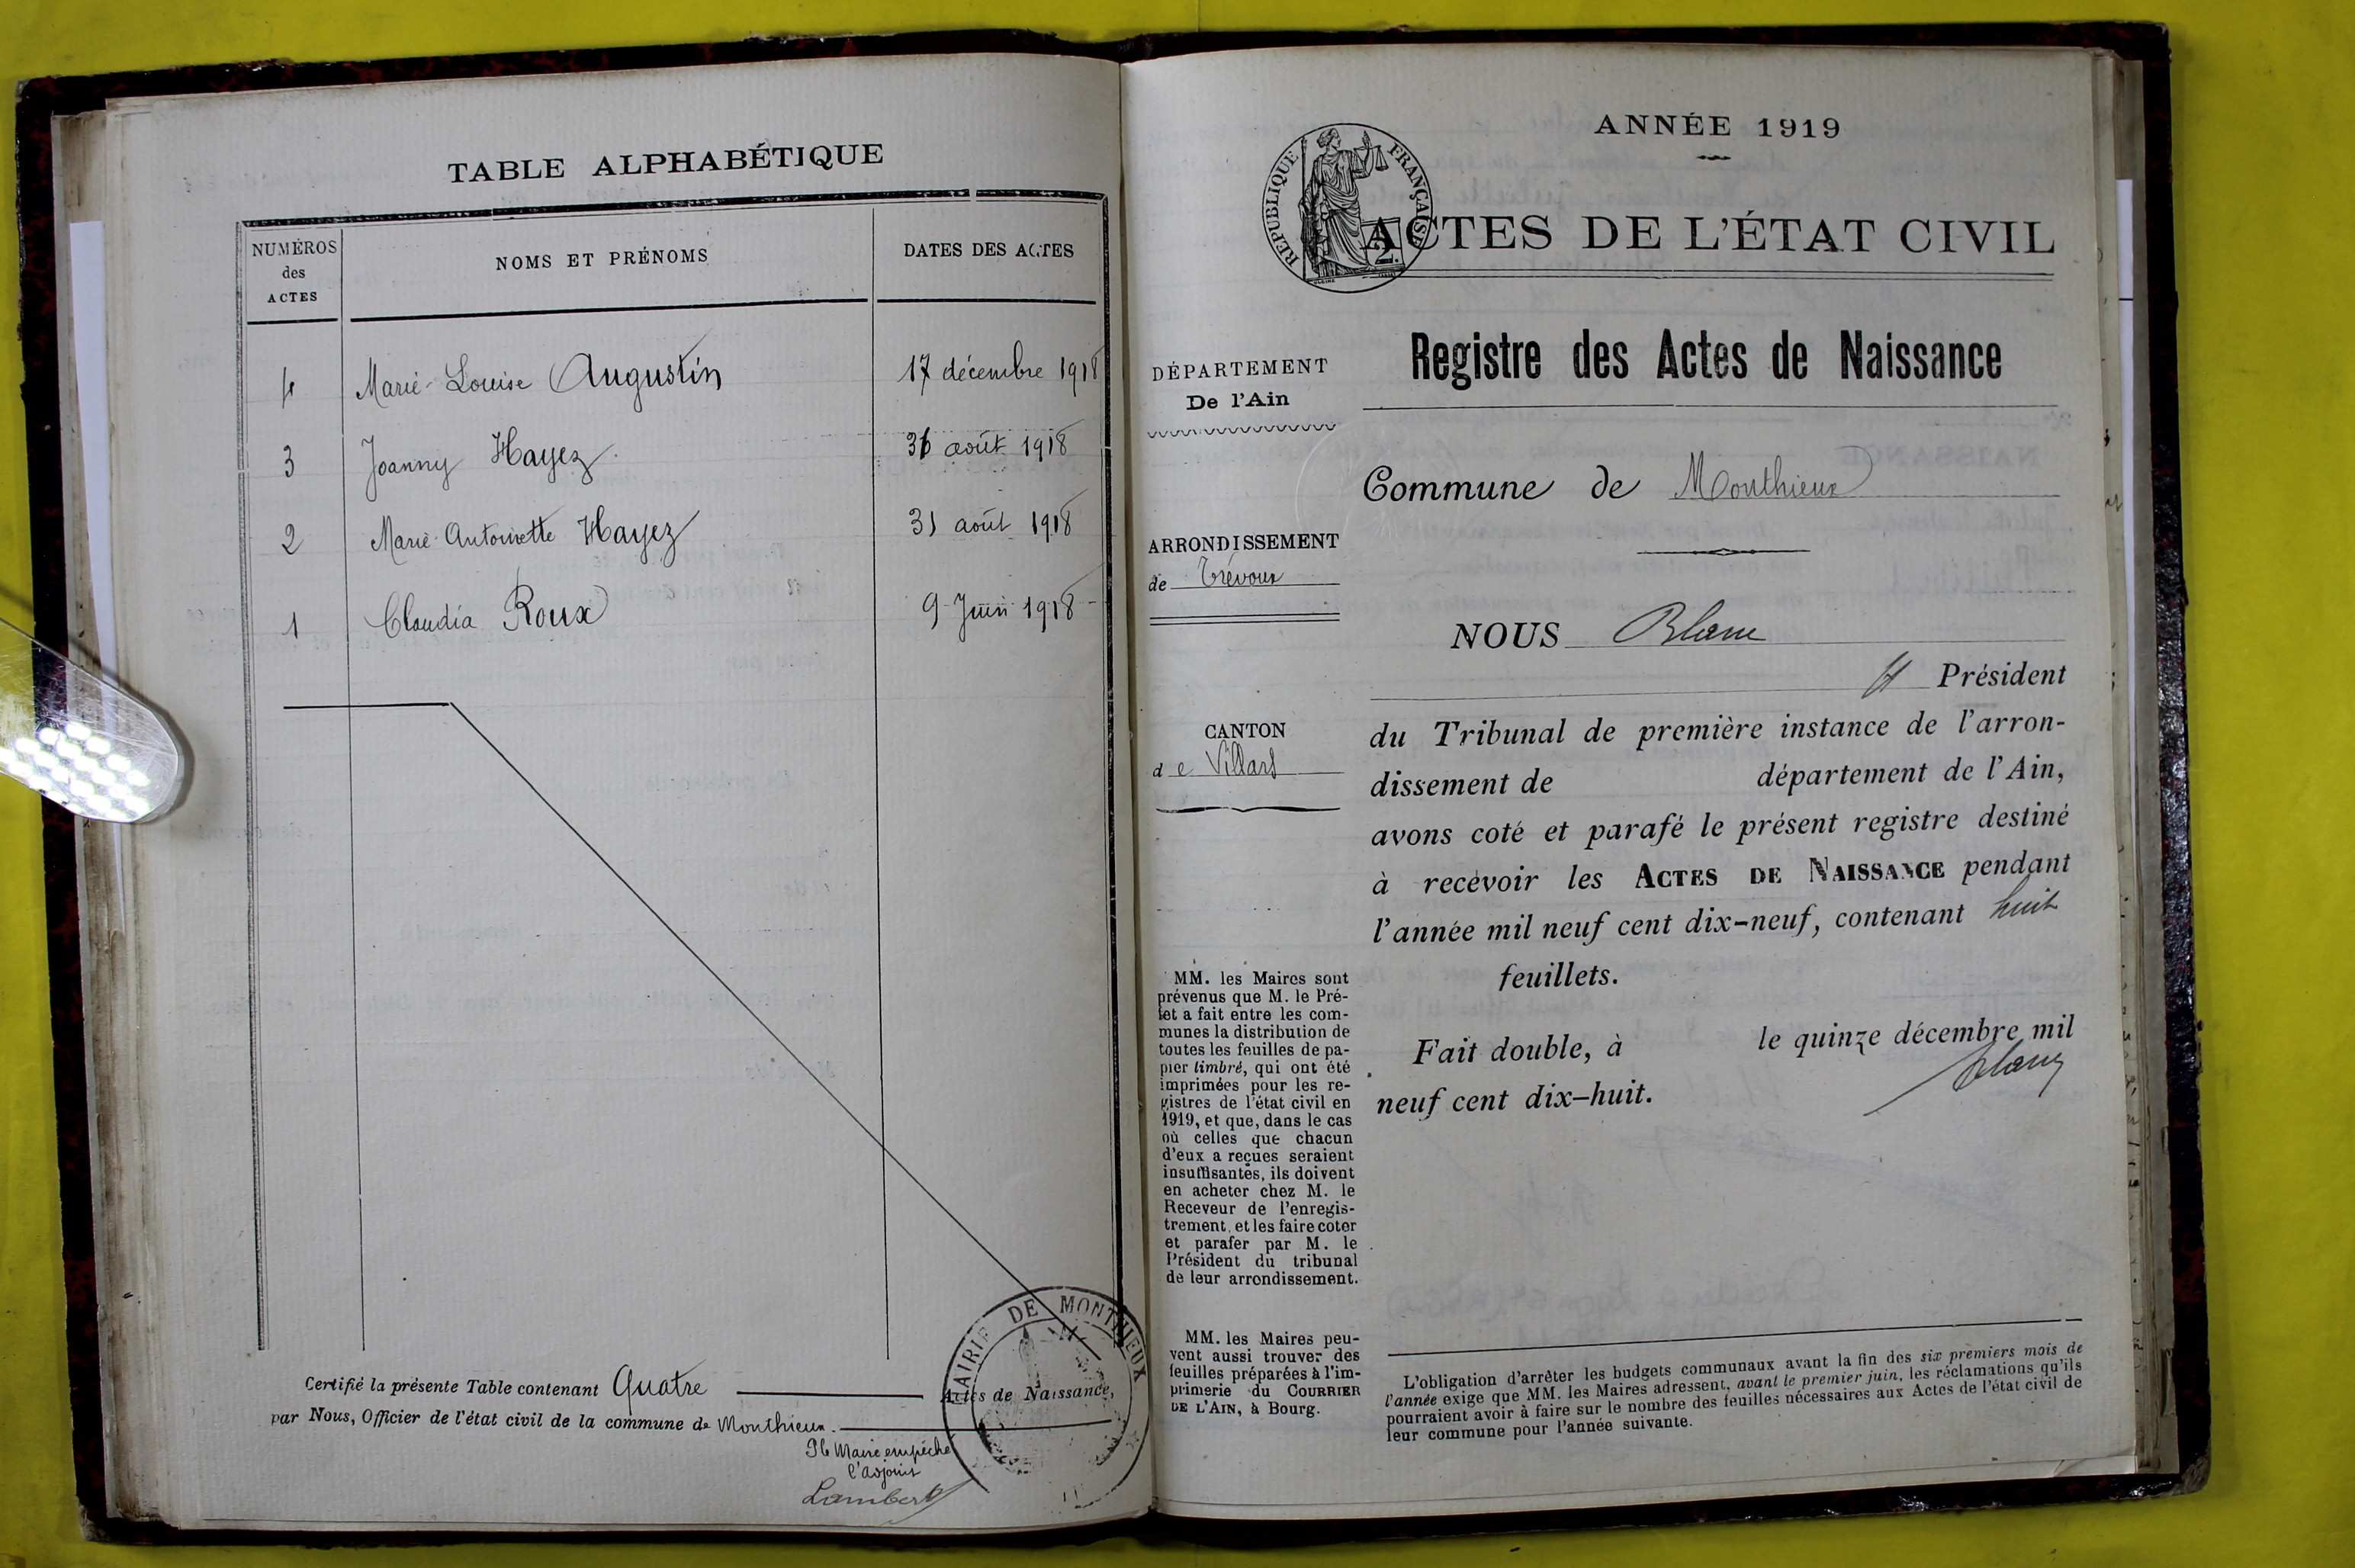 TABLE ALPHABÉTIQUE
NUMÉROS
des
ACTES
NOMS ET PRÉNOMS
DATES DES ACTES
4 Marie-Louise Augustin 17 décembre 1918
3 Joanny Hayez 31 août 1918
2 Marie-Antoinette Hayez 31 août 1918
1 Claudia Roux 9 Juin 1918
Certifié la présente Table contenant Quatre Actes de Naissance,
par Nous, Officier de l'état civil de la commune de Monthieux.
MAIRIE DE MONTHIEUX
Maire empêché
l'adjoint
Lambert
ANNÉE 1919
RÉPUBLIQUE FRANÇAISE
2
ACTES DE L'ÉTAT CIVIL
Registre des Actes de Naissance
DÉPARTEMENT
De l'Ain
Commune de Monthieux
ARRONDISSEMENT
de Trévoux
NOUS Blanc
Président
CANTON
de Villars
du Tribunal de première instance de l'arron-
dissement de département de l'Ain,
avons coté et parafé le présent registre destiné
à recevoir les ACTES DE NAISSANCE pendant
l'année mil neuf cent dix-neuf, contenant huit
feuillets.
Fait double, à le quinze décembre mil
neuf cent dix-huit.
Blanc
MM. les Maires sont
prévenus que M. le Pré-
fet a fait entre les com-
munes la distribution de
toutes les feuilles de pa-
pier timbré, qui ont été
imprimées pour les re-
gistres de l'état civil en
1919, et que, dans le cas
où celles que chacun
d'eux a reçues seraient
insuffisantes, ils doivent
en acheter chez M. le
Receveur de l'enregis-
trement, et les faire coter
et parafer par M. le
Président du tribunal
de leur arrondissement.
MM. les Maires peu-
vent aussi trouver des
feuilles préparées à l'im-
primerie du COURRIER
DE L'AIN, à Bourg.
L'obligation d'arrêter les budgets communaux avant la fin des six premiers mois de
l'année exige que MM. les Maires adressent, avant le premier juin, les réclamations qu'ils
pourraient avoir à faire sur le nombre des feuilles nécessaires aux Actes de l'état civil de
leur commune pour l'année suivante.